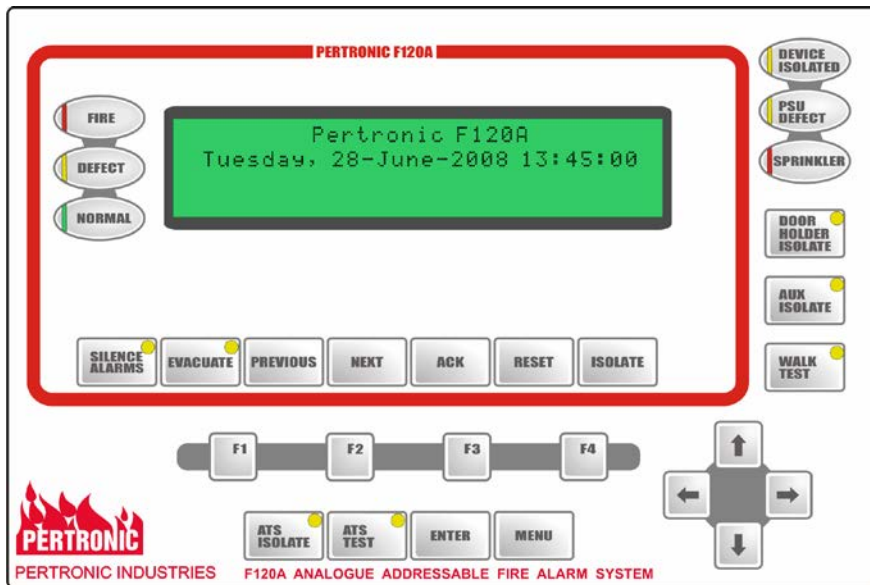 PERTRONIC F120A
FIRE
DEFECT
NORMAL
Pertronic F120A
Tuesday, 28-June-2008 13:45:00
DEVICE
ISOLATED
PSU
DEFECT
SPRINKLER
DOOR
HOLDER
ISOLATE
AUX
ISOLATE
WALK
TEST
SILENCE
ALARMS
EVACUATE
PREVIOUS
NEXT
ACK
RESET
ISOLATE
F1
F2
F3
F4
ATS
ISOLATE
ATS
TEST
ENTER
MENU
PERTRONIC
PERTRONIC INDUSTRIES
F120A ANALOGUE ADDRESSABLE FIRE ALARM SYSTEM